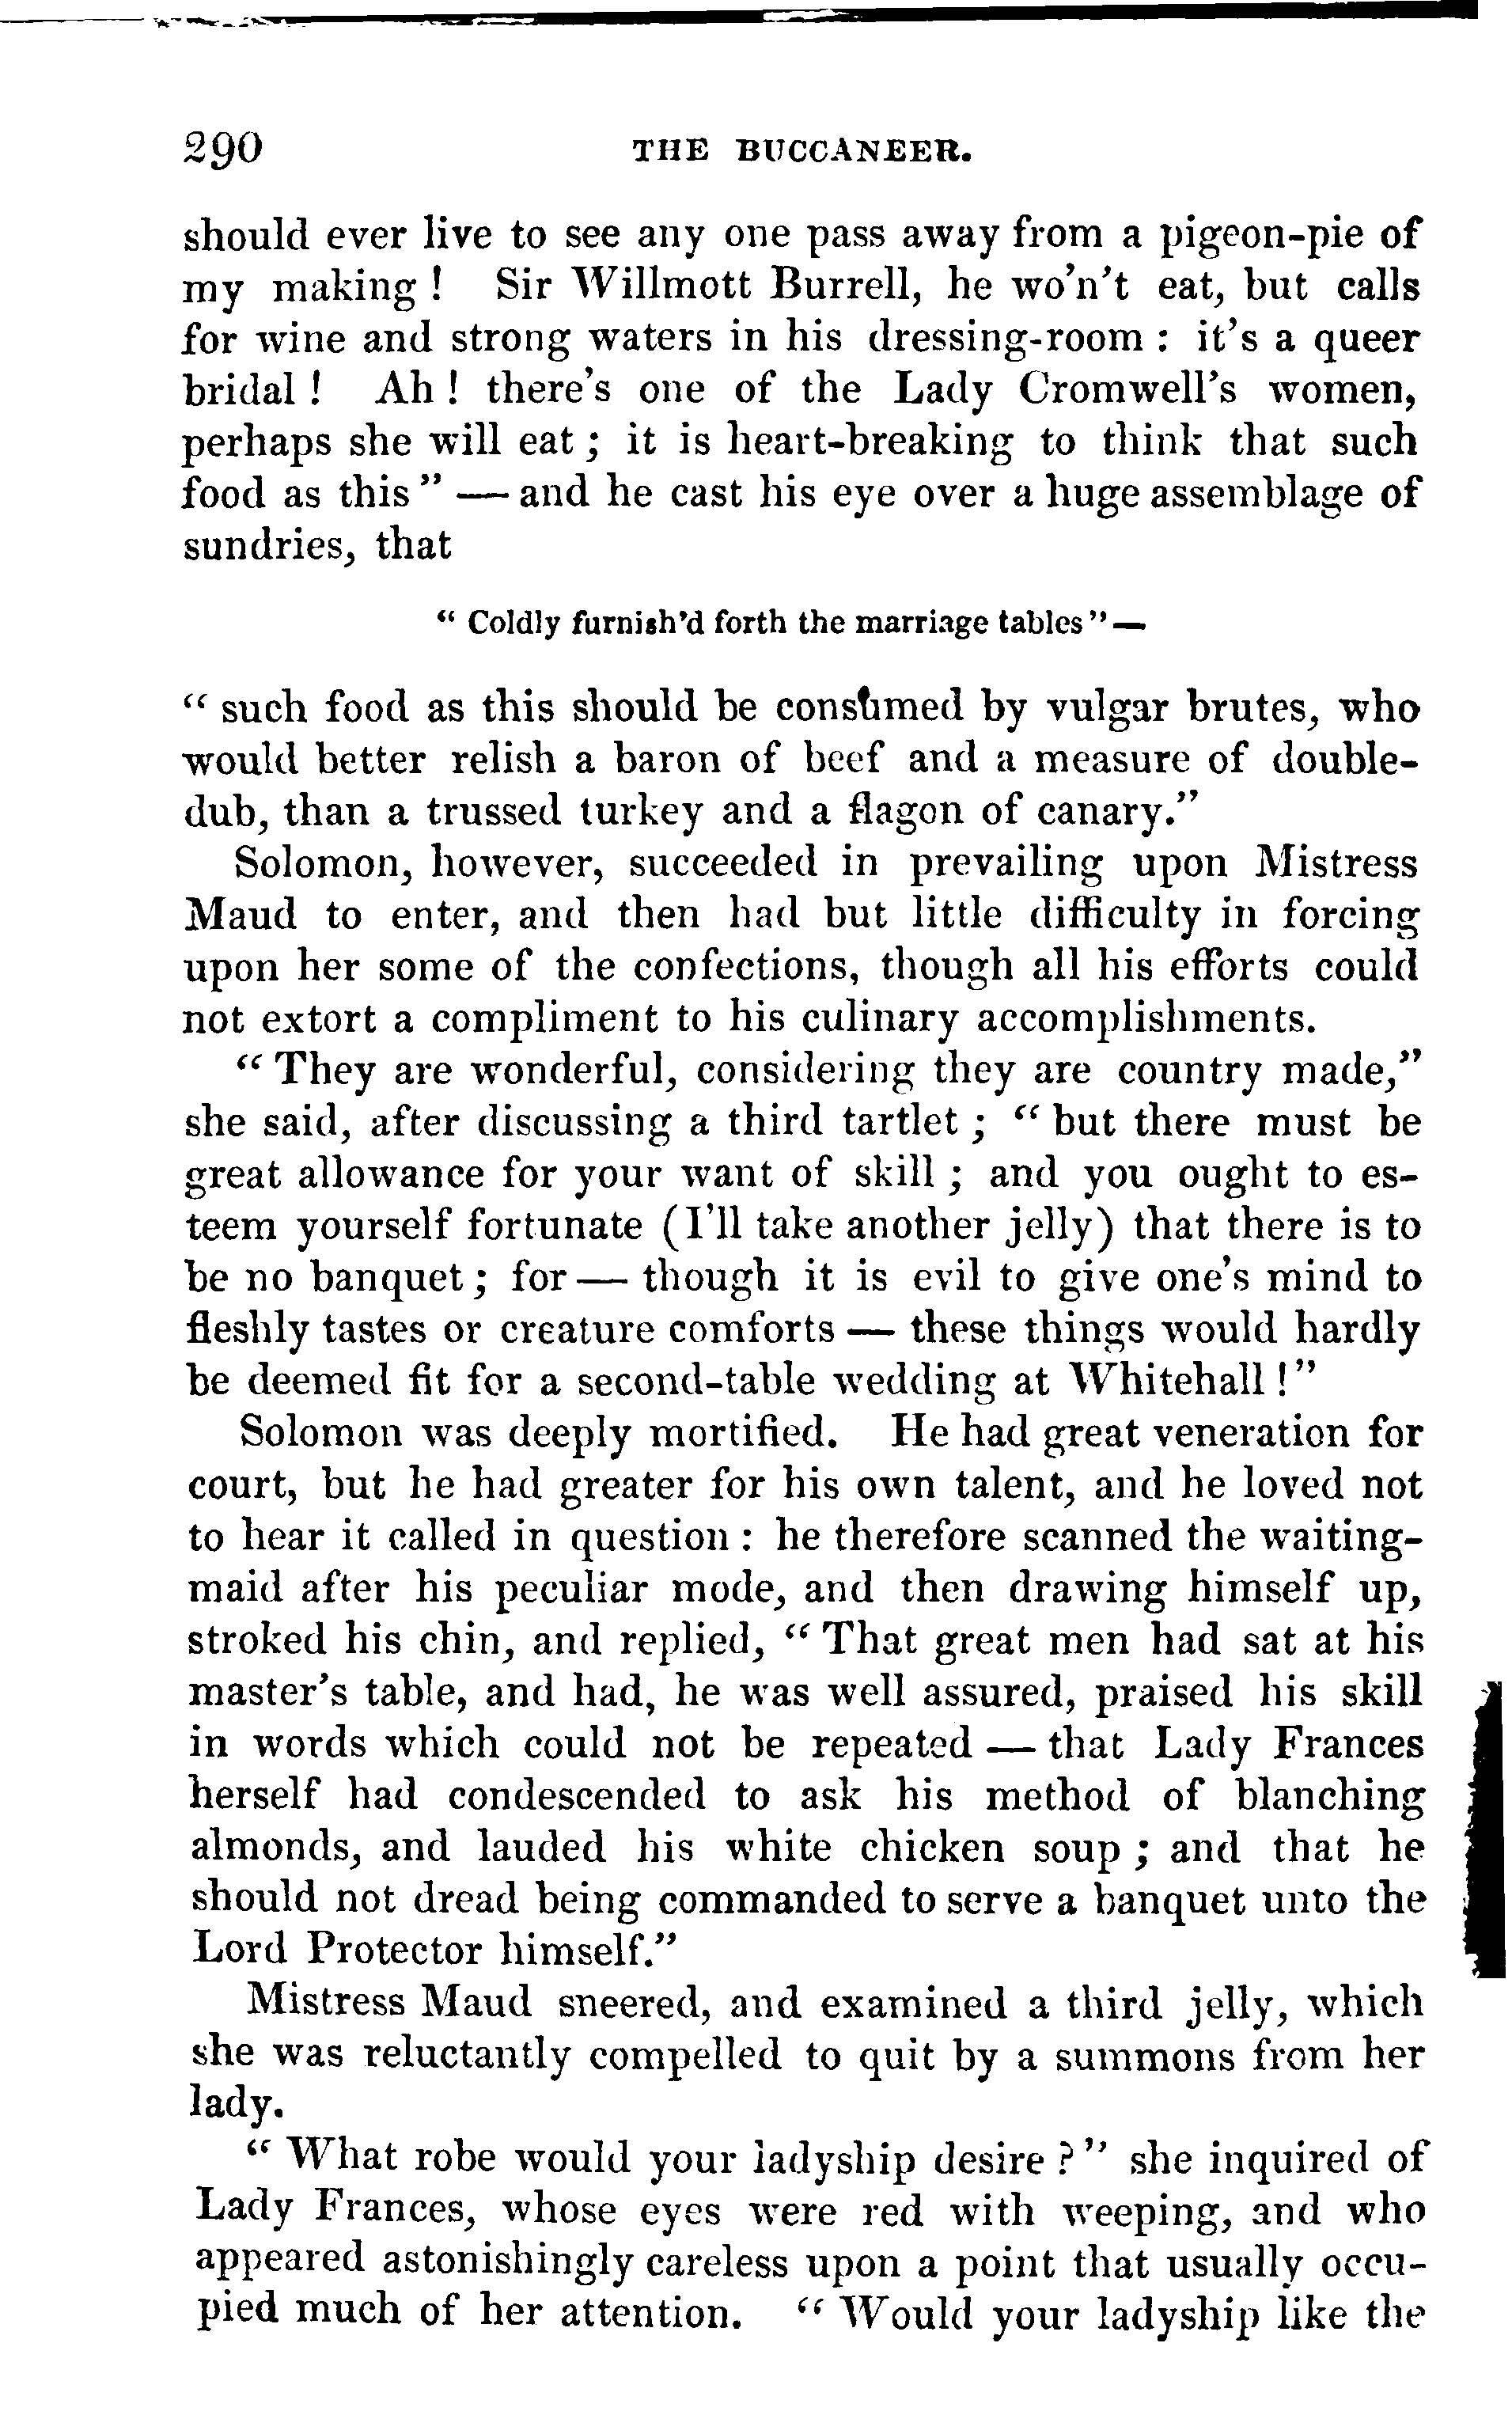 290 THE BUCCANEER.
should ever live to see any one pass away from a pigeon-pie of
my making ! Sir Willmott Burrell, he wo'n't eat, but calls
for wine and strong waters in his dressing-room : it's a queer
bridal ! Ah ! there's one of the Lady Cromwell's women,
perhaps she will eat ; it is heart-breaking to think that such
food as this " — and he cast his eye over a huge assemblage of
sundries, that
" Coldly furnish'd forth the marriage tables " —
" such food as this should be consumed by vulgar brutes, who
would better relish a baron of beef and a measure of double-
dub, than a trussed turkey and a flagon of canary."
Solomon, however, succeeded in prevailing upon Mistress
Maud to enter, and then had but little difficulty in forcing
upon her some of the confections, though all his efforts could
not extort a compliment to his culinary accomplishments.
" They are wonderful, considering they are country made,"
she said, after discussing a third tartlet ; " but there must be
great allowance for your want of skill ; and you ought to es-
teem yourself fortunate (I'll take another jelly) that there is to
be no banquet ; for — though it is evil to give one's mind to
fleshly tastes or creature comforts — these things would hardly
be deemed fit for a second-table wedding at Whitehall ! "
Solomon was deeply mortified. He had great veneration for
court, but he had greater for his own talent, and he loved not
to hear it called in question : he therefore scanned the waiting-
maid after his peculiar mode, and then drawing himself up,
stroked his chin, and replied, " That great men had sat at his
master's table, and had, he was well assured, praised his skill
in words which could not be repeated — that Lady Frances
herself had condescended to ask his method of blanching
almonds, and lauded his white chicken soup ; and that he
should not dread being commanded to serve a banquet unto the
Lord Protector himself."
Mistress Maud sneered, and examined a third jelly, which
she was reluctantly compelled to quit by a summons from her
lady.
" What robe would your ladyship desire ? " she inquired of
Lady Frances, whose eyes were red with weeping, and who
appeared astonishingly careless upon a point that usually occu-
pied much of her attention. " Would your ladyship like the